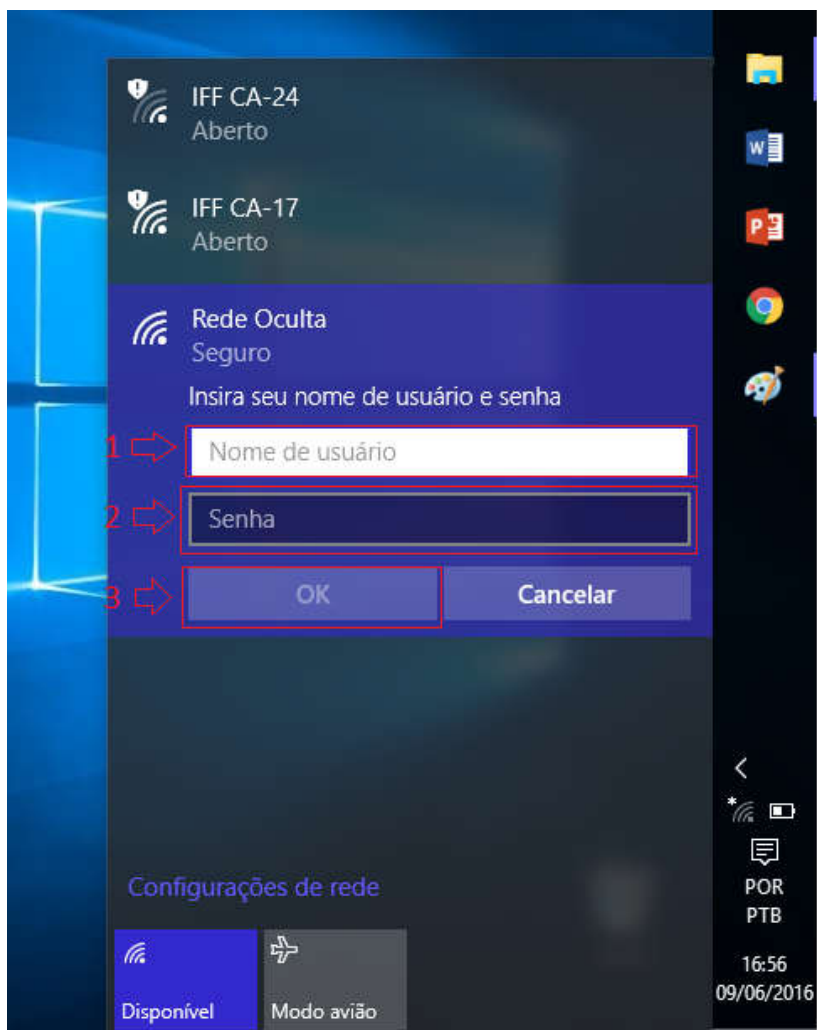 IFF CA-24
Aberto
IFF CA-17
Aberto
Rede Oculta
Seguro
Insira seu nome de usuário e senha
1
Nome de usuário
2
Senha
3
OK
Cancelar
Configurações de rede
Disponível
Modo avião
POR
PTB
16:56
09/06/2016